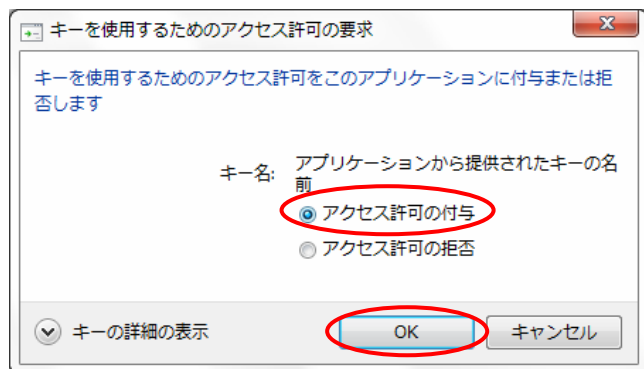 キーを使用するためのアクセス許可の要求
キーを使用するためのアクセス許可をこのアプリケーションに付与または拒
否します
キー名:
アプリケーションから提供されたキーの名
前
アクセス許可の付与
アクセス許可の拒否
キーの詳細の表示
OK
キャンセル